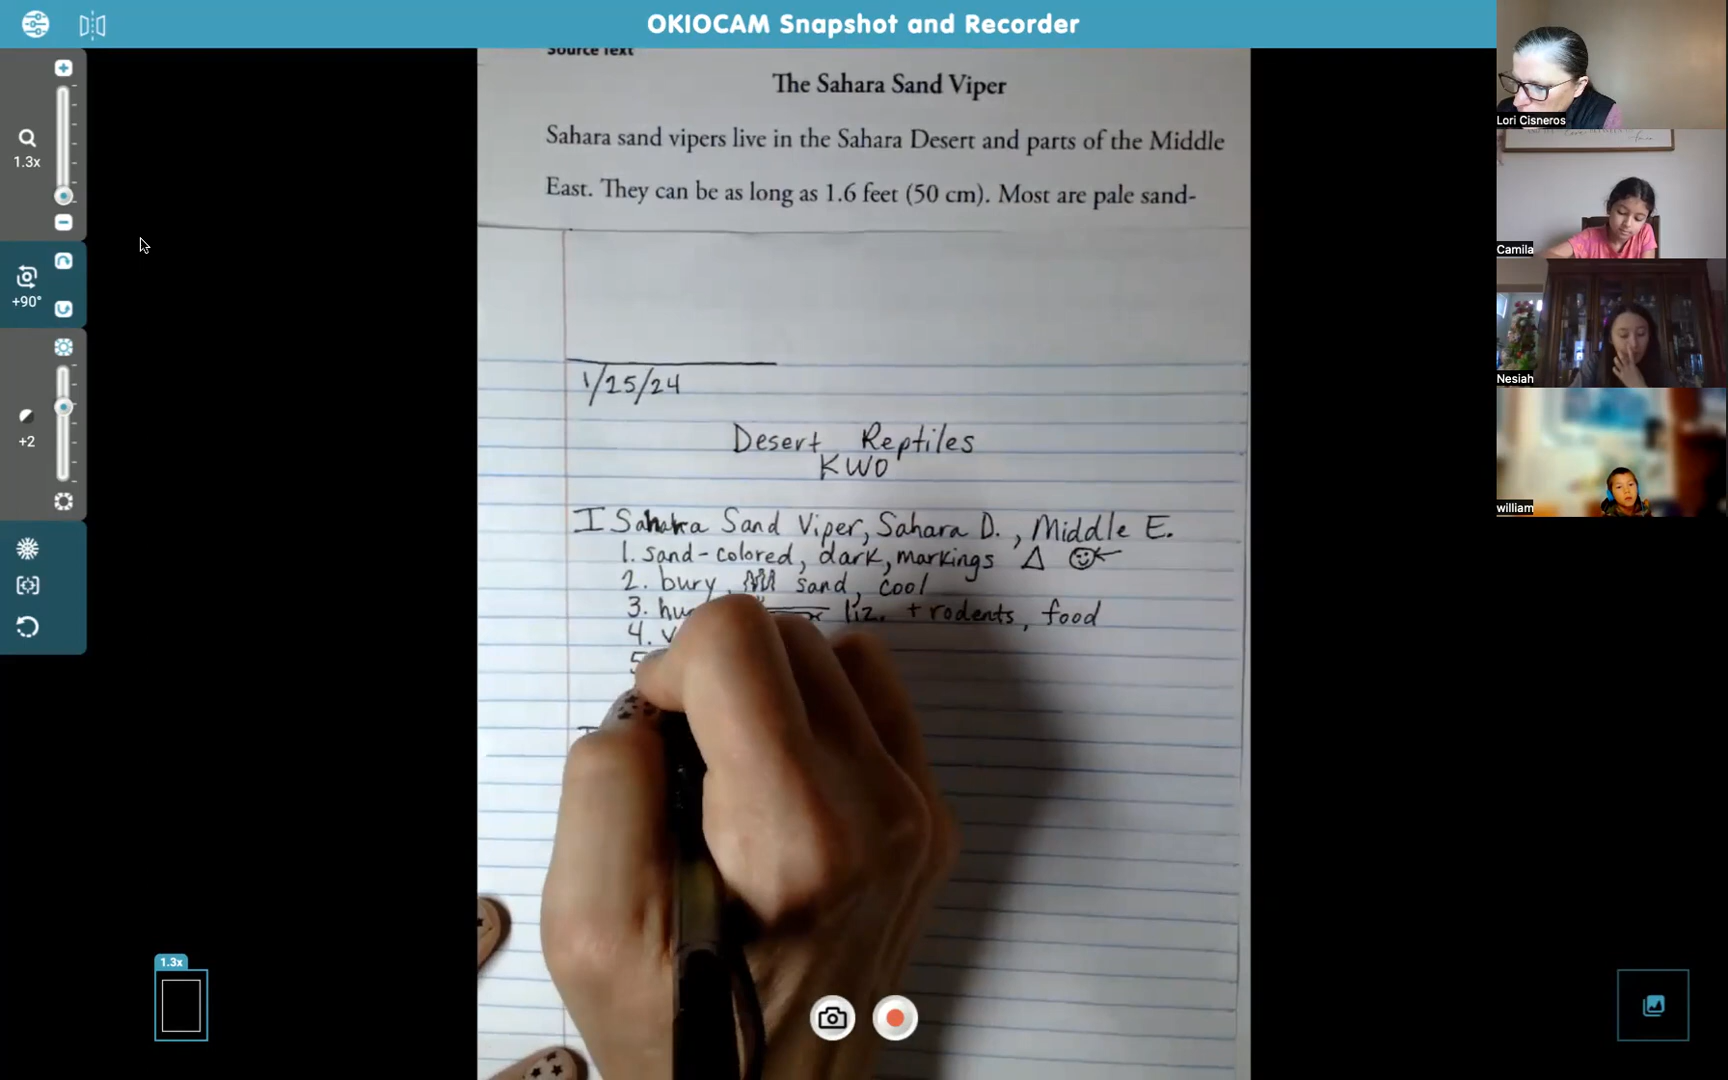 OKIOCAM Snapshot and Recorder
1.3x
+90°
+2
1.3x
Source Text
The Sahara Sand Viper
Sahara sand vipers live in the Sahara Desert and parts of the Middle
East. They can be as long as 1.6 feet (50 cm). Most are pale sand-
1/25/24
Desert Reptiles
KWO
I Sahara Sand Viper, Sahara D., Middle E.
1. sand-colored, dark, markings
2. bury, sand, cool
3. liz. + rodents, food
4.
5
Lori Cisneros
Camila
Nesiah
william